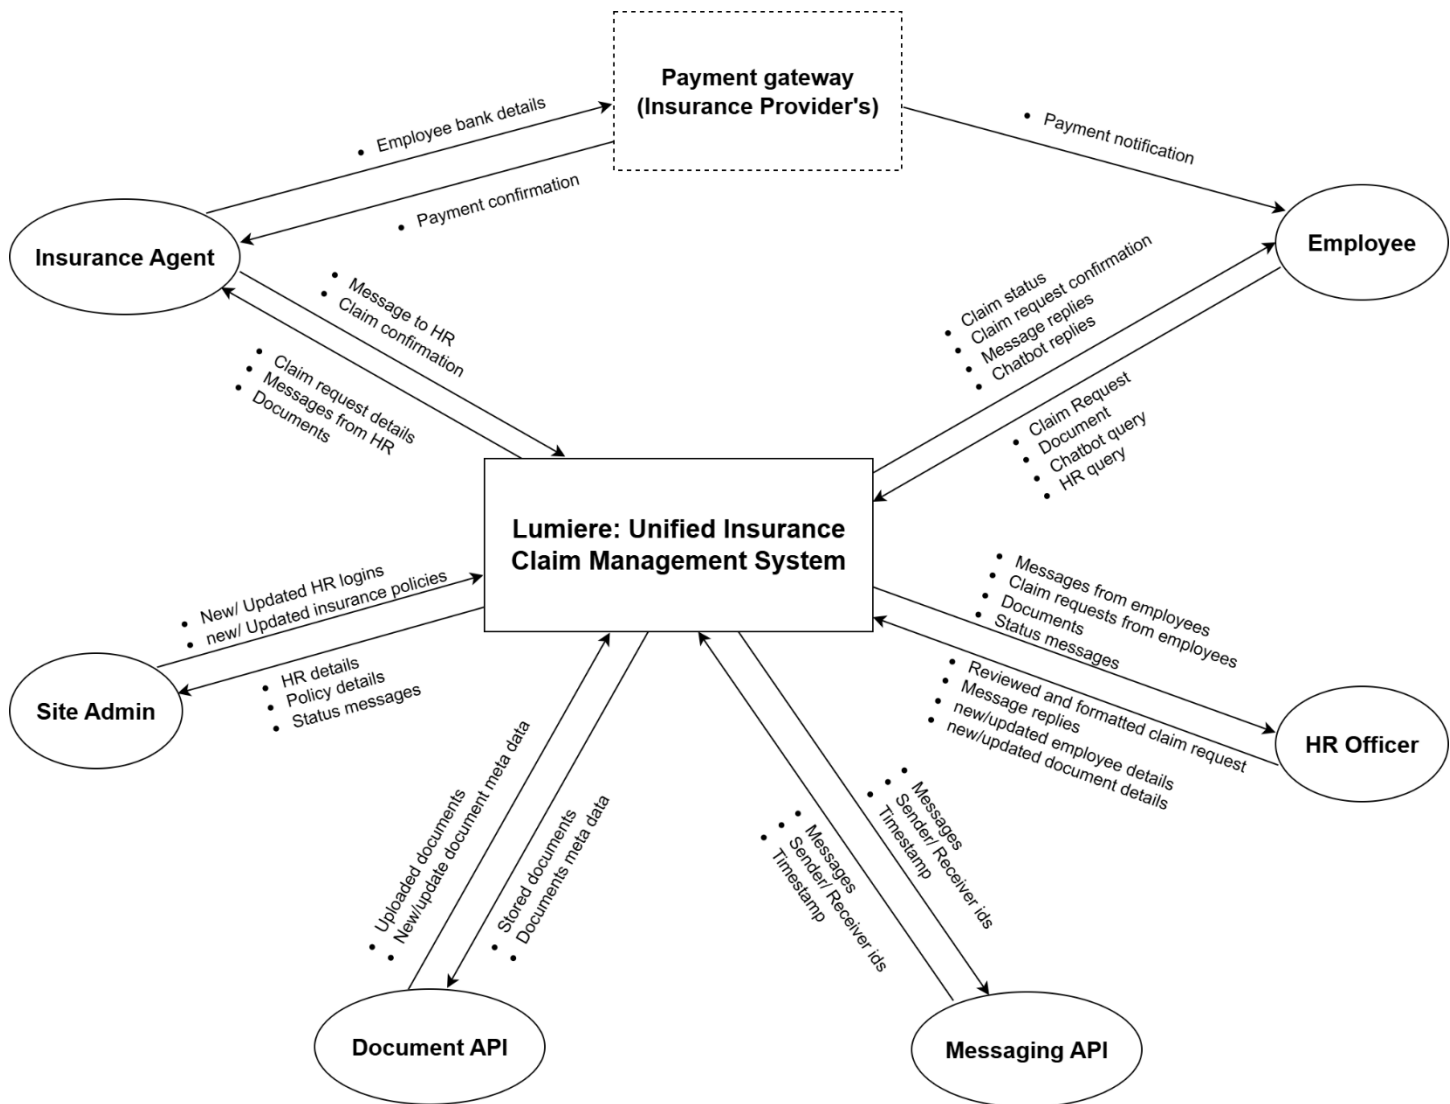 Payment gateway
(Insurance Provider's)
Employee bank details
Payment confirmation
Payment notification
Insurance Agent
Employee
Message to HR
Claim confirmation
Claim request details
Messages from HR
Documents
Claim status
Claim request confirmation
Message replies
Chatbot replies
Claim Request
Document
Chatbot query
HR query
Lumiere: Unified Insurance
Claim Management System
New/ Updated HR logins
new/ Updated insurance policies
HR details
Policy details
Status messages
Site Admin
Messages from employees
Claim requests from employees
Documents
Status messages
Reviewed and formatted claim request
Message replies
new/updated employee details
new/updated document details
HR Officer
Uploaded documents
New/update document meta data
Stored documents
Documents meta data
Messages
Sender/ Receiver ids
Timestamp
Messages
Sender/ Receiver ids
Timestamp
Document API
Messaging API